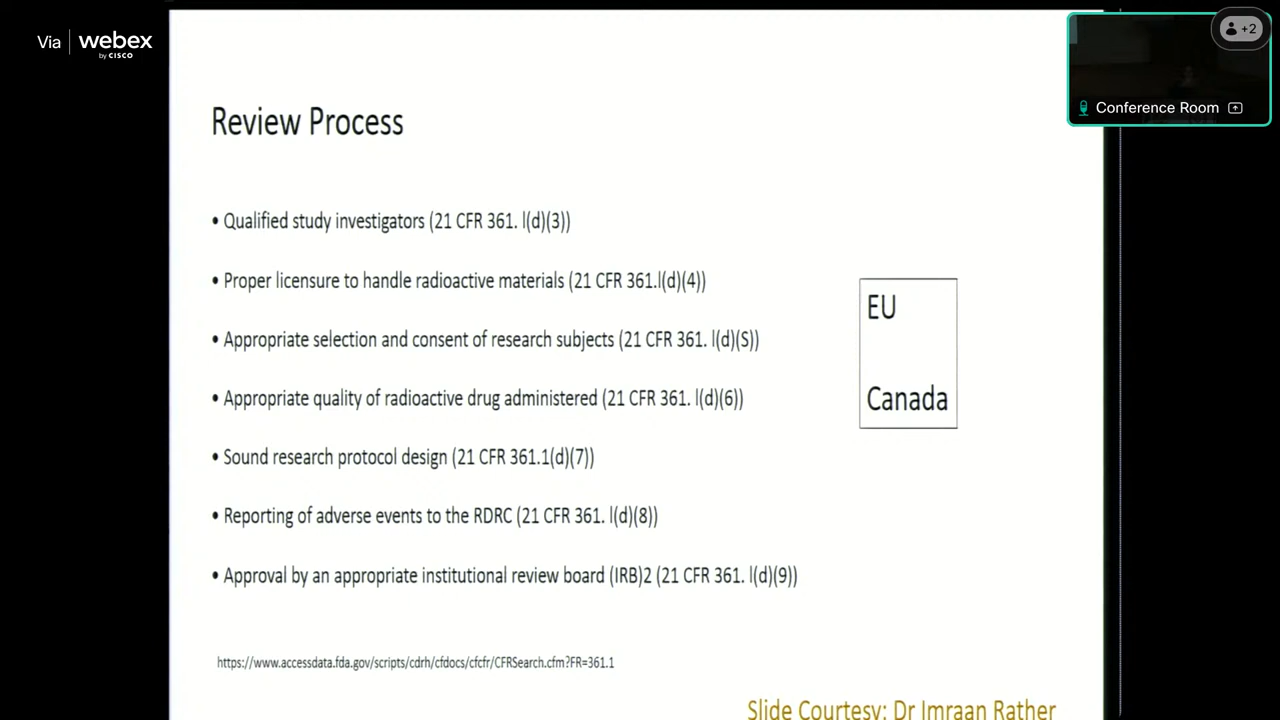 Via webex
by CISCO
+2
Conference Room
Review Process
• Qualified study investigators (21 CFR 361. l(d)(3))
• Proper licensure to handle radioactive materials (21 CFR 361.l(d)(4))
• Appropriate selection and consent of research subjects (21 CFR 361. l(d)(S))
• Appropriate quality of radioactive drug administered (21 CFR 361. l(d)(6))
• Sound research protocol design (21 CFR 361.1(d)(7))
• Reporting of adverse events to the RDRC (21 CFR 361. l(d)(8))
• Approval by an appropriate institutional review board (IRB)2 (21 CFR 361. l(d)(9))
EU
Canada
https://www.accessdata.fda.gov/scripts/cdrh/cfdocs/cfcfr/CFRSearch.cfm?FR=361.1
Slide Courtesy: Dr Imraan Rather